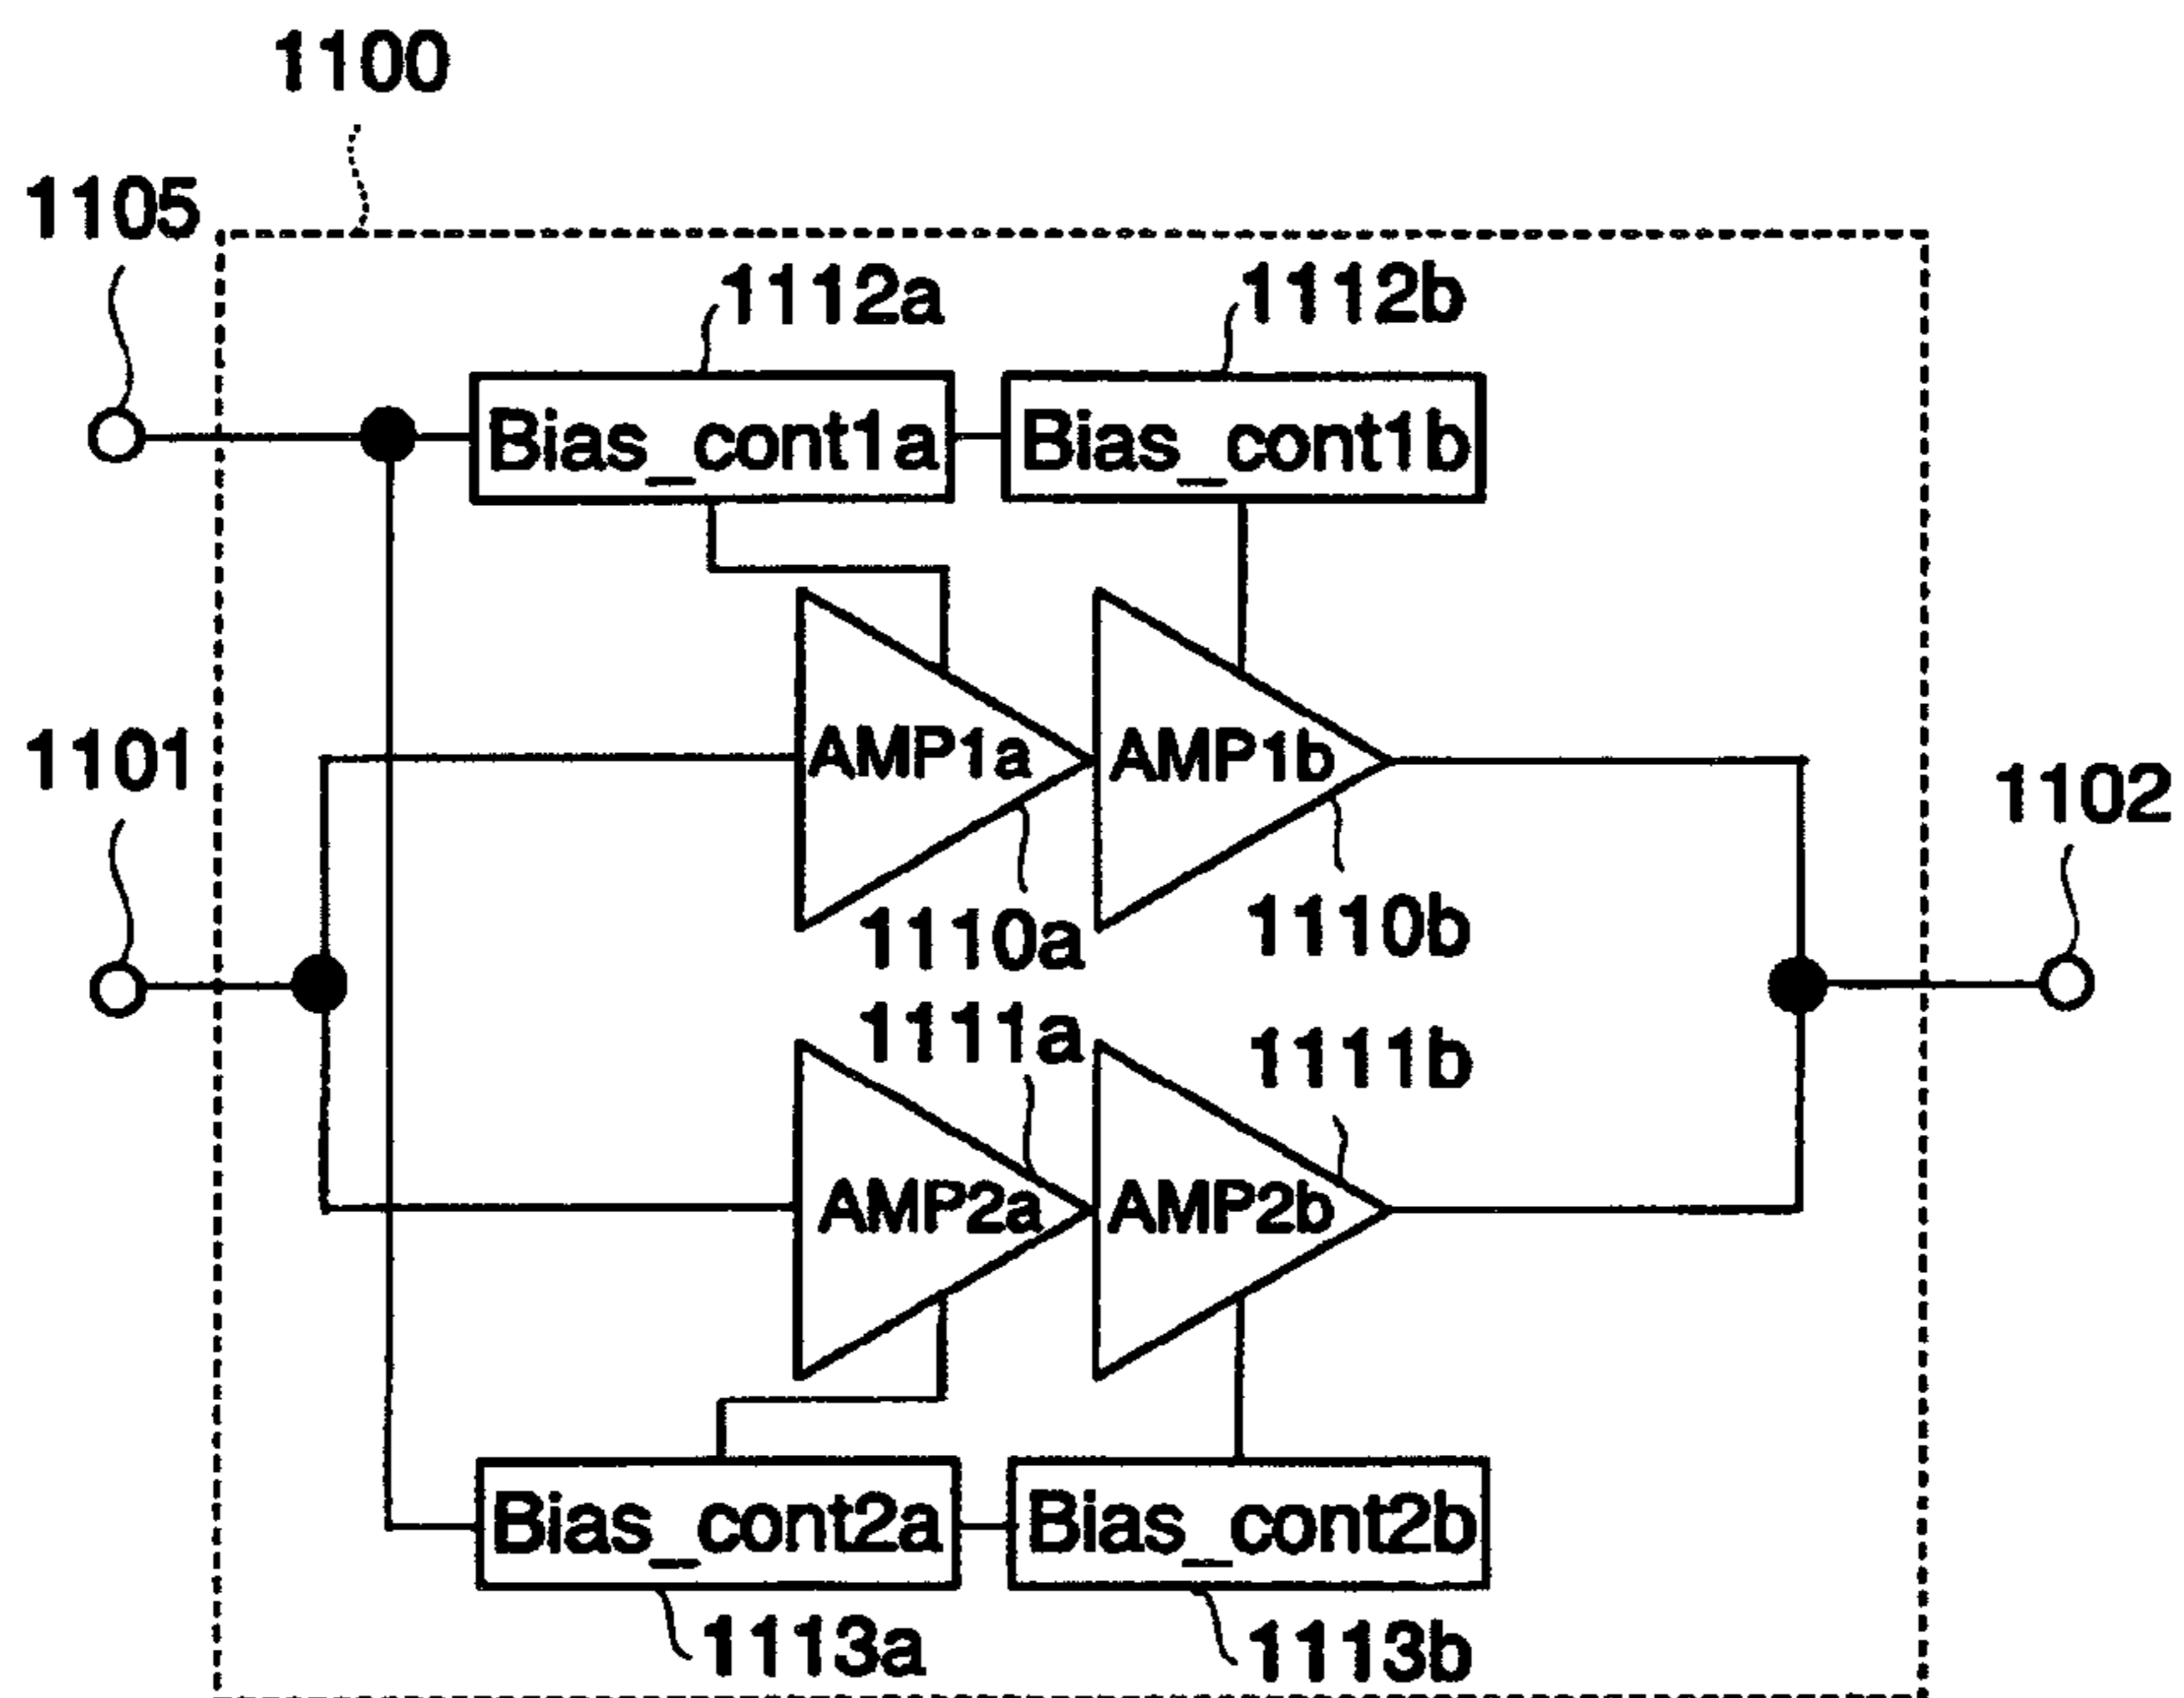 1100
1105
1112a
1112b
Bias_cont1a
Bias_cont1b
1101
AMP1a
AMP1b
1102
1110a
1110b
1111a
1111b
AMP2a
AMP2b
Bias_cont2a
Bias_cont2b
1113a
1113b